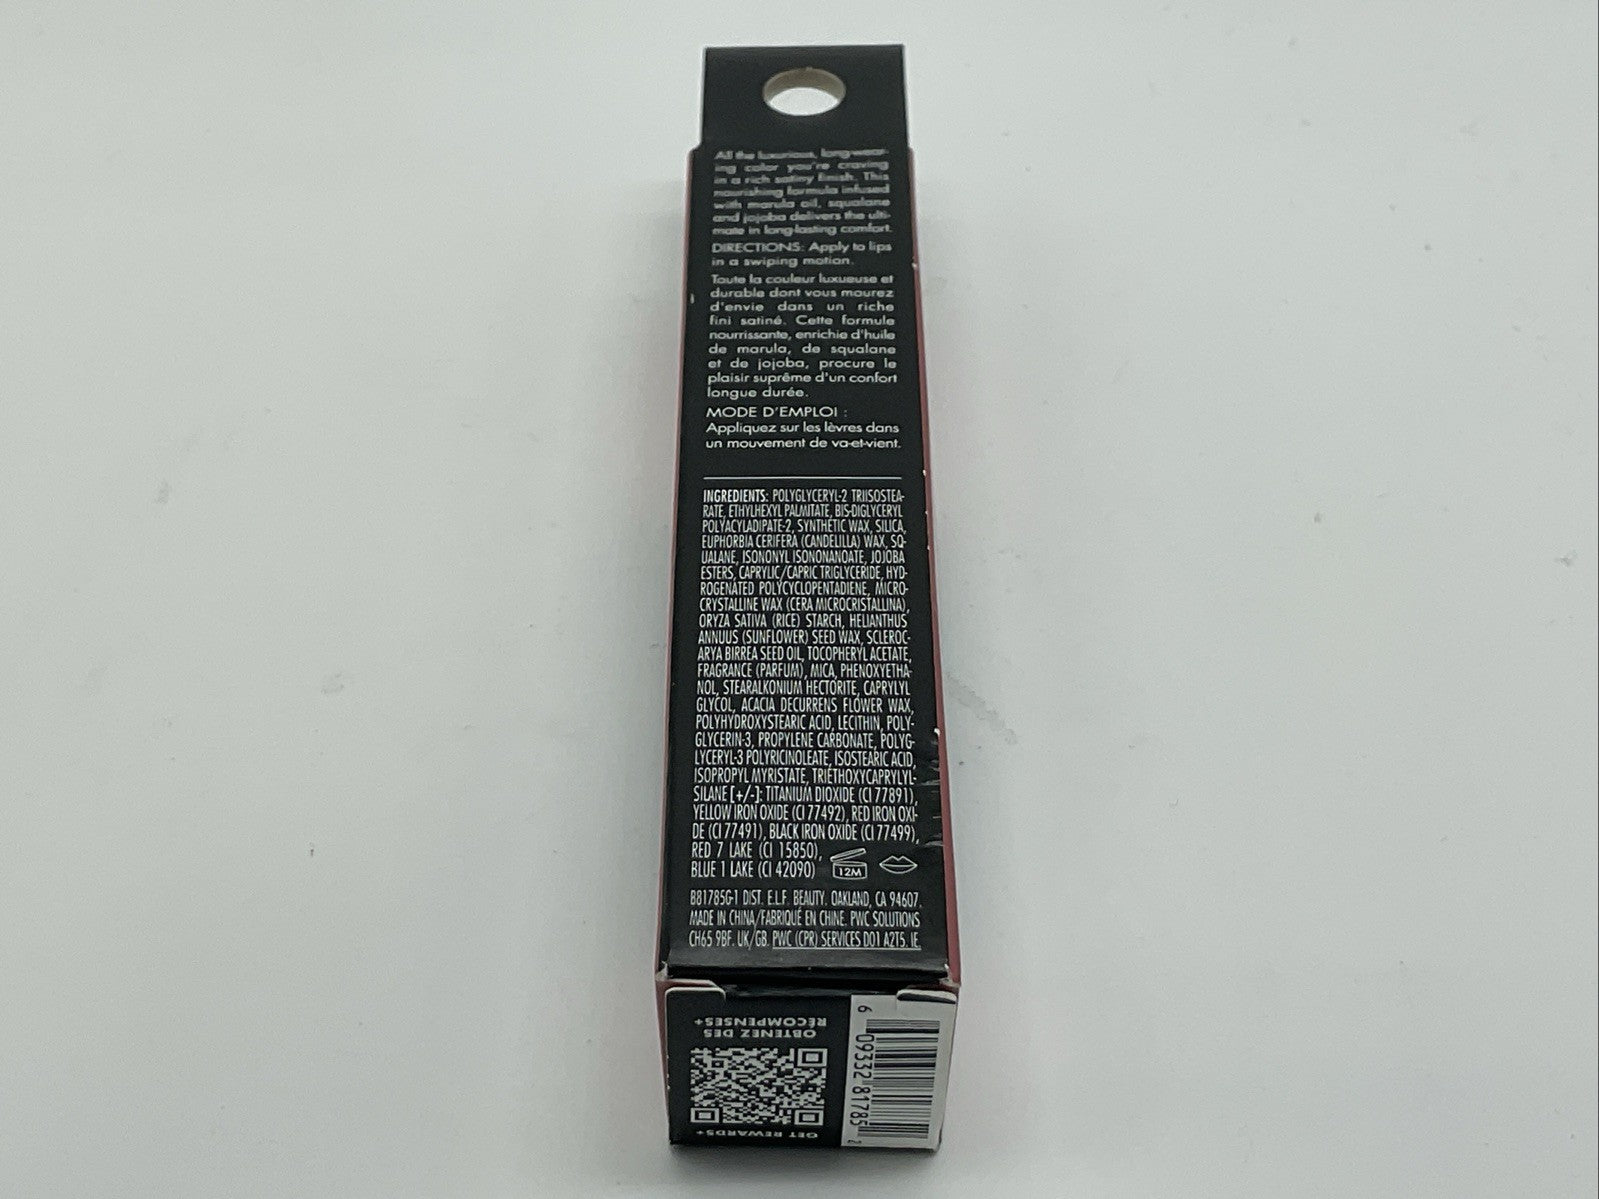 All the luxurious, long-wear-
ing color you're craving
in a rich satiny finish. This
nourishing formula infused
with marula oil, squalane
and jojoba delivers the ulti-
mate in long-lasting comfort.
DIRECTIONS: Apply to lips
in a swiping motion.
Toute la couleur luxueuse et
durable dont vous mourez
d'envie dans un riche
fini satiné. Cette formule
nourrissante, enrichie d'huile
de marula, de squalane
et de jojoba, procure le
plaisir suprême d'un confort
longue durée.
MODE D'EMPLOI :
Appliquez sur les lèvres dans
un mouvement de va-et-vient.
INGREDIENTS: POLYGLYCERYL-2 TRIISOSTEA-
RATE, ETHYLHEXYL PALMITATE, BIS-DIGLYCERYL
POLYACYLADIPATE-2, SYNTHETIC WAX, SILICA,
EUPHORBIA CERIFERA (CANDELILLA) WAX, SQ-
UALANE, ISONONYL ISONONANOATE, JOJOBA
ESTERS, CAPRYLIC/CAPRIC TRIGLYCERIDE, HYD-
ROGENATED POLYCYCLOPENTADIENE, MICRO-
CRYSTALLINE WAX (CERA MICROCRISTALLINA),
ORYZA SATIVA (RICE) STARCH, HELIANTHUS
ANNUUS (SUNFLOWER) SEED WAX, SCLEROC-
ARYA BIRREA SEED OIL, TOCOPHERYL ACETATE,
FRAGRANCE (PARFUM), MICA, PHENOXYETHA-
NOL, STEARALKONIUM HECTORITE, CAPRYLYL
GLYCOL, ACACIA DECURRENS FLOWER WAX,
POLYHYDROXYSTEARIC ACID, LECITHIN, POLY-
GLYCERIN-3, PROPYLENE CARBONATE, POLYG-
LYCERYL-3 POLYRICINOLEATE, ISOSTEARIC ACID,
ISOPROPYL MYRISTATE, TRIETHOXYCAPRYLYL-
SILANE [+/-]: TITANIUM DIOXIDE (CI 77891),
YELLOW IRON OXIDE (CI 77492), RED IRON OXI-
DE (CI 77491), BLACK IRON OXIDE (CI 77499),
RED 7 LAKE (CI 15850),
BLUE 1 LAKE (CI 42090)
12M
B81785G-1 DIST. E.L.F. BEAUTY. OAKLAND, CA 94607.
MADE IN CHINA/FABRIQUÉ EN CHINE. PWC SOLUTIONS
CH65 9BF. UK/GB. PWC (CPR) SERVICES D01 A2T5. IE.
OBTENEZ DES
RÉCOMPENSES+
GET REWARDS+
6 09332 81785 2